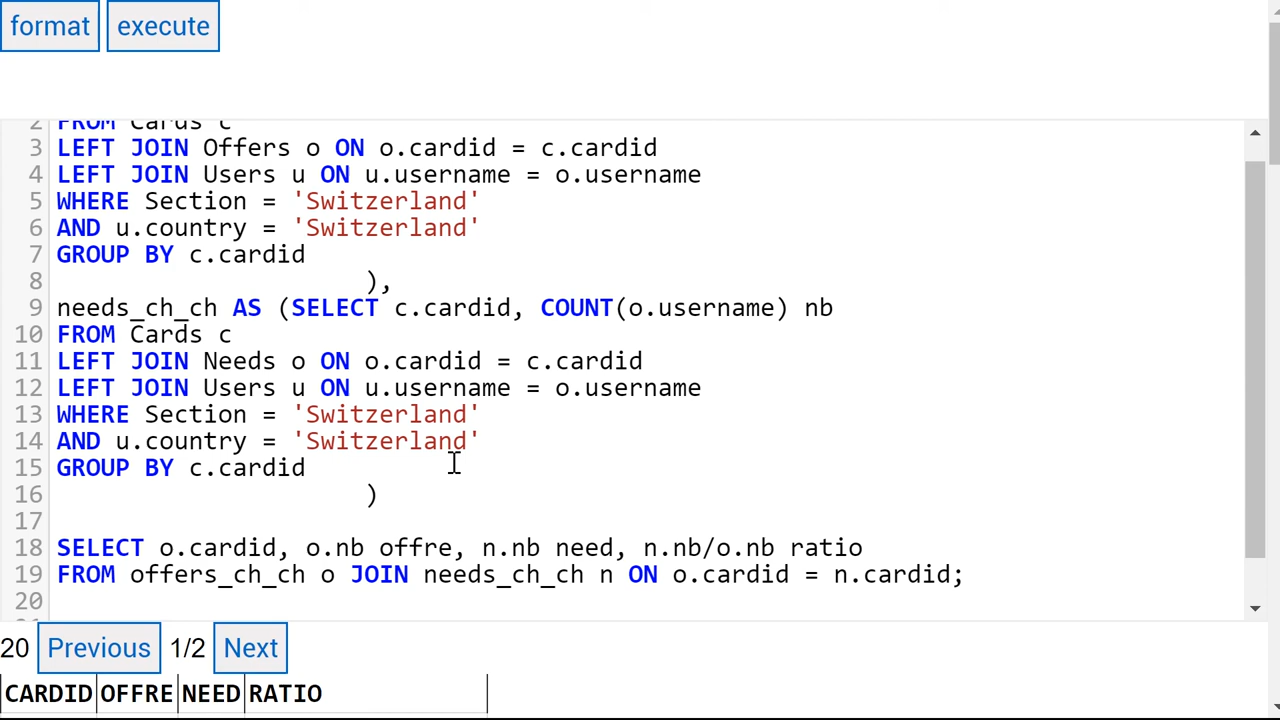 format execute
2 FROM Cards c
3 LEFT JOIN Offers o ON o.cardid = c.cardid
4 LEFT JOIN Users u ON u.username = o.username
5 WHERE Section = 'Switzerland'
6 AND u.country = 'Switzerland'
7 GROUP BY c.cardid
8 ),
9 needs_ch_ch AS (SELECT c.cardid, COUNT(o.username) nb
10 FROM Cards c
11 LEFT JOIN Needs o ON o.cardid = c.cardid
12 LEFT JOIN Users u ON u.username = o.username
13 WHERE Section = 'Switzerland'
14 AND u.country = 'Switzerland'
15 GROUP BY c.cardid
16 )
17
18 SELECT o.cardid, o.nb offre, n.nb need, n.nb/o.nb ratio
19 FROM offers_ch_ch o JOIN needs_ch_ch n ON o.cardid = n.cardid;
20
20 Previous 1/2 Next
CARDID OFFRE NEED RATIO